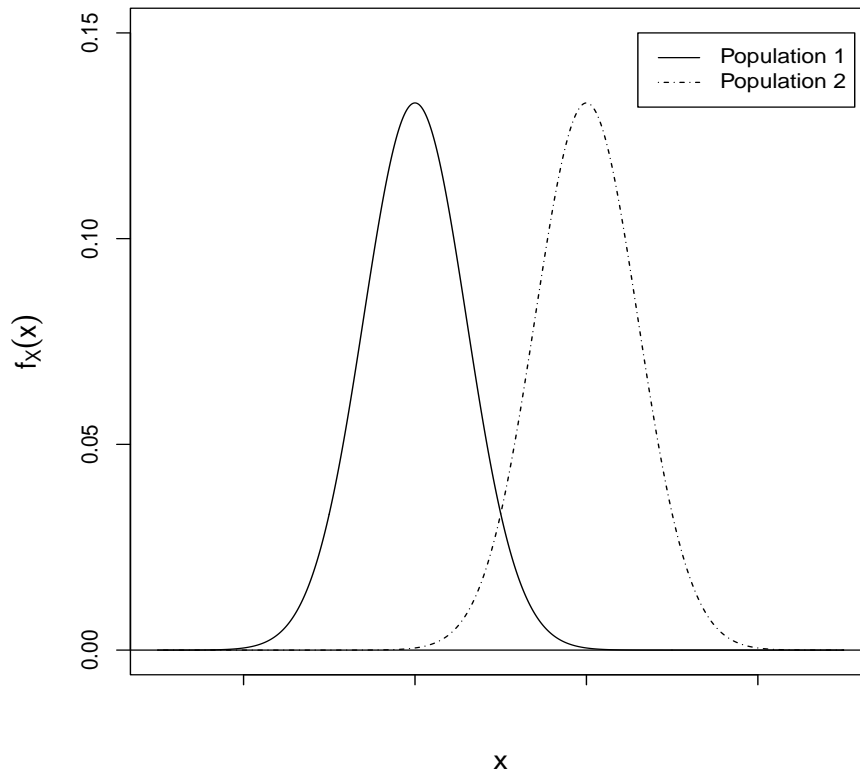 0.15
Population 1
Population 2
0.10
0.05
0.00
fX(x)
x